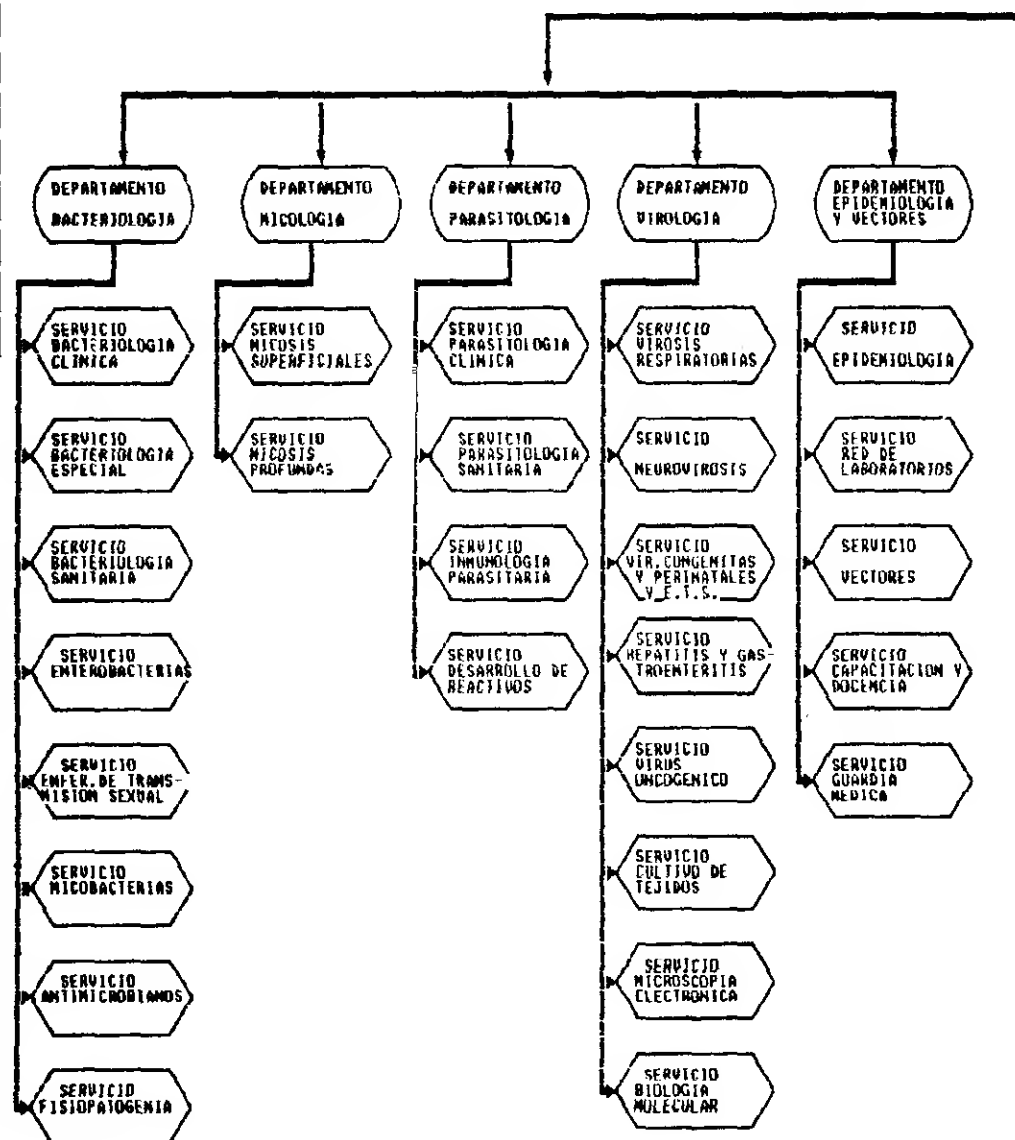 DEPARTAMENTO
BACTERIOLOGIA
DEPARTAMENTO
MICOLOGIA
DEPARTAMENTO
PARASITOLOGIA
DEPARTAMENTO
VIROLOGIA
DEPARTAMENTO
EPIDEMIOLOGIA
Y VECTORES
SERVICIO
BACTERIOLOGIA
CLINICA
SERVICIO
BACTERIOLOGIA
ESPECIAL
SERVICIO
BACTERIOLOGIA
SANITARIA
SERVICIO
ENTEROBACTERIAS
SERVICIO
ENFER.DE TRANS-
MISION SEXUAL
SERVICIO
MICOBACTERIAS
SERVICIO
ANTIMICROBIANOS
SERVICIO
FISIOPATOGENIA
SERVICIO
MICOSIS
SUPERFICIALES
SERVICIO
MICOSIS
PROFUNDAS
SERVICIO
PARASITOLOGIA
CLINICA
SERVICIO
PARASITOLOGIA
SANITARIA
SERVICIO
INMUNOLOGIA
PARASITARIA
SERVICIO
DESARROLLO DE
REACTIVOS
SERVICIO
VIROSIS
RESPIRATORIAS
SERVICIO
NEUROVIROSIS
SERVICIO
VIR.CONGENITAS
Y PERINATALES
Y E.T.S.
SERVICIO
HEPATITIS Y GAS-
TROENTERITIS
SERVICIO
VIRUS
ONCOGENICO
SERVICIO
CULTIVO DE
TEJIDOS
SERVICIO
MICROSCOPIA
ELECTRONICA
SERVICIO
BIOLOGIA
MOLECULAR
SERVICIO
EPIDEMIOLOGIA
SERVICIO
RED DE
LABORATORIOS
SERVICIO
VECTORES
SERVICIO
CAPACITACION Y
DOCENCIA
SERVICIO
GUARDIA
MEDICA